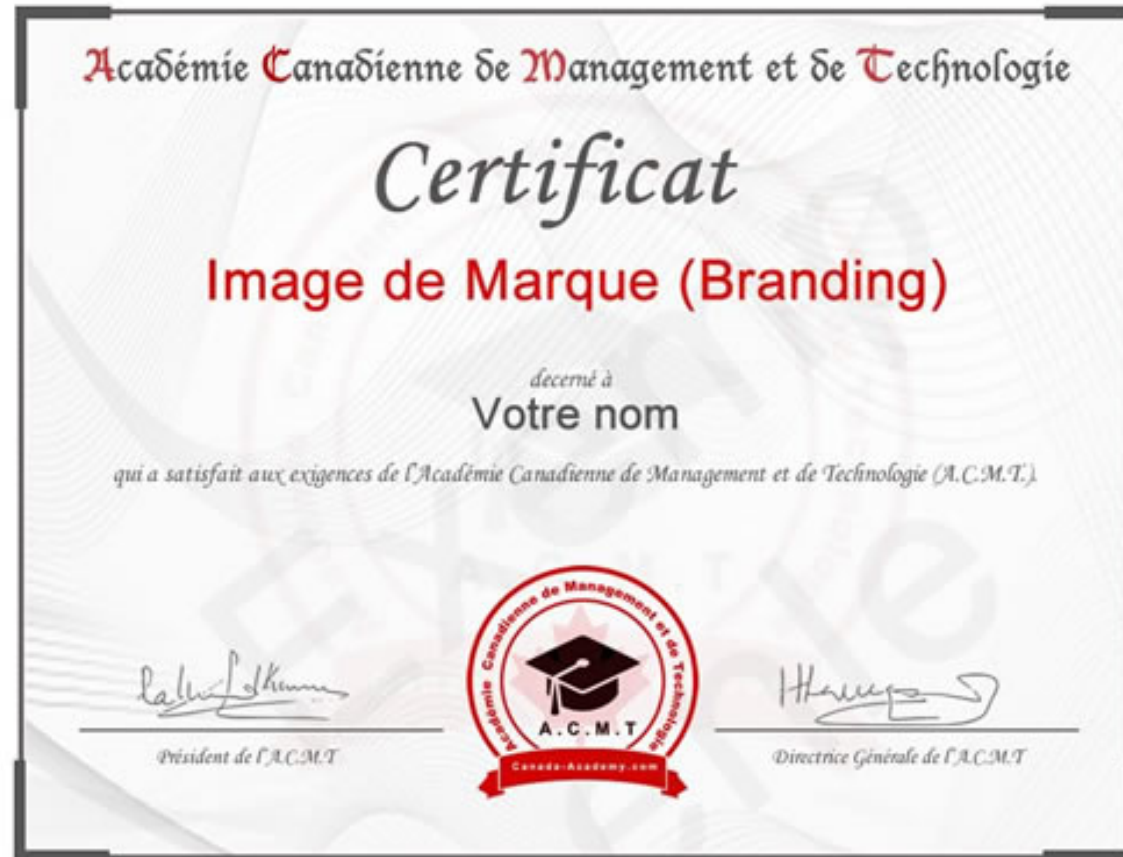 Académie Canadienne de Management et de Technologie
Certificat
Image de Marque (Branding)
decerné à
Votre nom
qui a satisfait aux exigences de l'Académie Canadienne de Management et de Technologie (A.C.M.T.).
Académie Canadienne de Management et de Technologie
A.C.M.T
Canada-Academy.com
Président de l'A.C.M.T
Directrice Générale de l'A.C.M.T